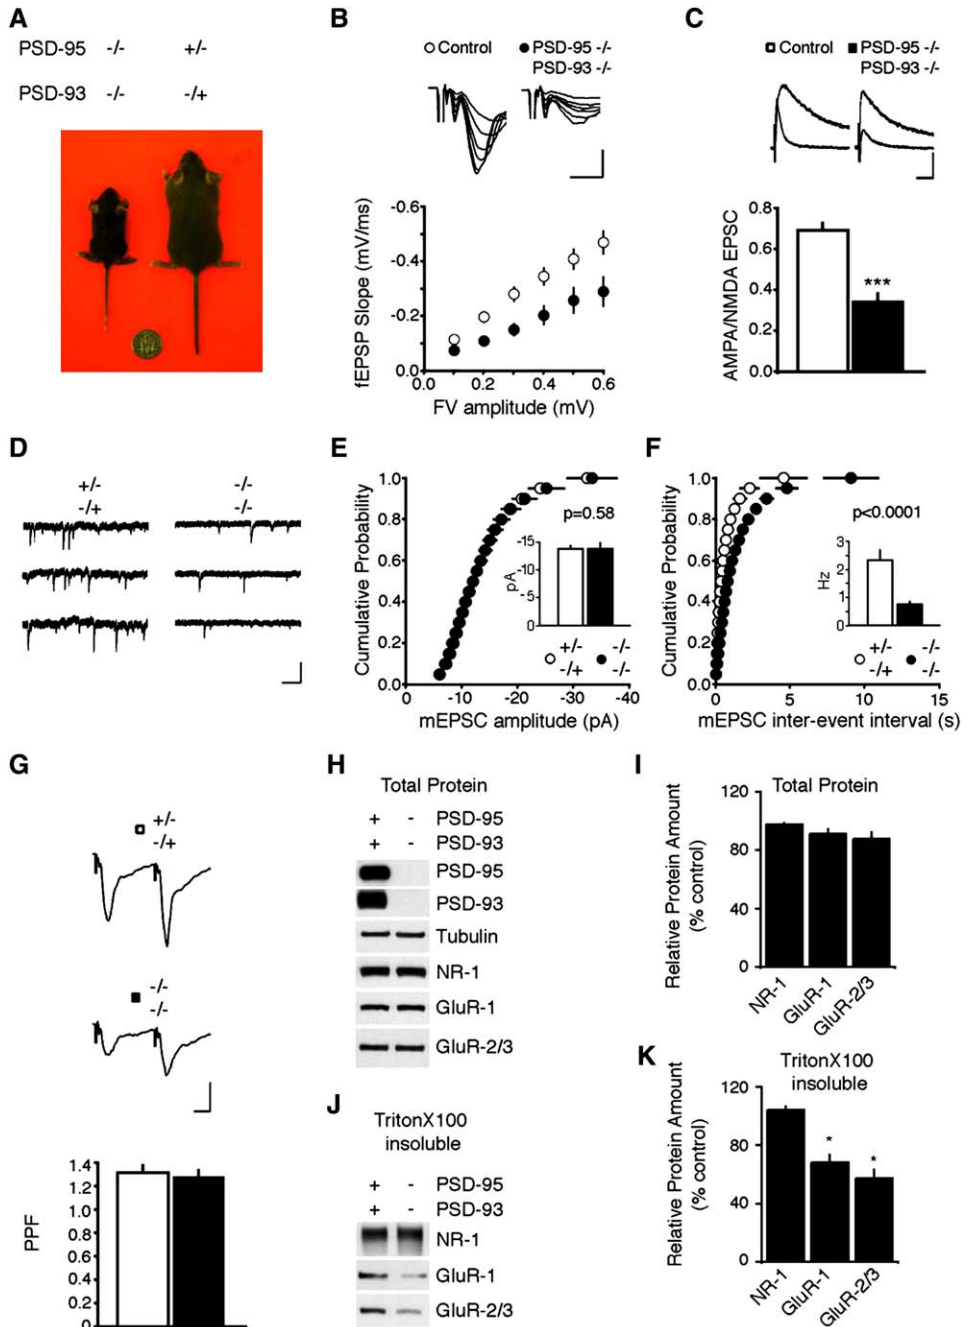 A
PSD-95 -/- +/-
PSD-93 -/- -/+
B
Control PSD-95 -/-
PSD-93 -/-
fEPSP Slope (mV/ms)
-0.6
-0.4
-0.2
0.0
0.0 0.2 0.4 0.6
FV amplitude (mV)
C
Control PSD-95 -/-
PSD-93 -/-
AMPA/NMDA EPSC
0.8
0.6
0.4
0.2
0.0
***
D
+/- -/-
-/+ -/-
E
Cumulative Probability
1.0
0.8
0.6
0.4
0.2
0.0
p=0.58
pA
-15
-10
-5
0
+/- -/-
-/+ -/-
0 -10 -20 -30 -40
mEPSC amplitude (pA)
F
Cumulative Probability
1.0
0.8
0.6
0.4
0.2
0.0
p<0.0001
Hz
3
2
1
0
+/- -/-
-/+ -/-
0 5 10 15
mEPSC inter-event interval (s)
G
+/-
-/+
-/-
-/-
PPF
1.4
1.2
1.0
0.8
0.6
0.4
0.2
0
H
Total Protein
+ - PSD-95
+ - PSD-93
PSD-95
PSD-93
Tubulin
NR-1
GluR-1
GluR-2/3
I
Total Protein
Relative Protein Amount
(% control)
120
80
40
0
NR-1 GluR-1 GluR-2/3
J
TritonX100
insoluble
+ - PSD-95
+ - PSD-93
NR-1
GluR-1
GluR-2/3
K
TritonX100
insoluble
Relative Protein Amount
(% control)
120
80
40
0
* *
NR-1 GluR-1 GluR-2/3